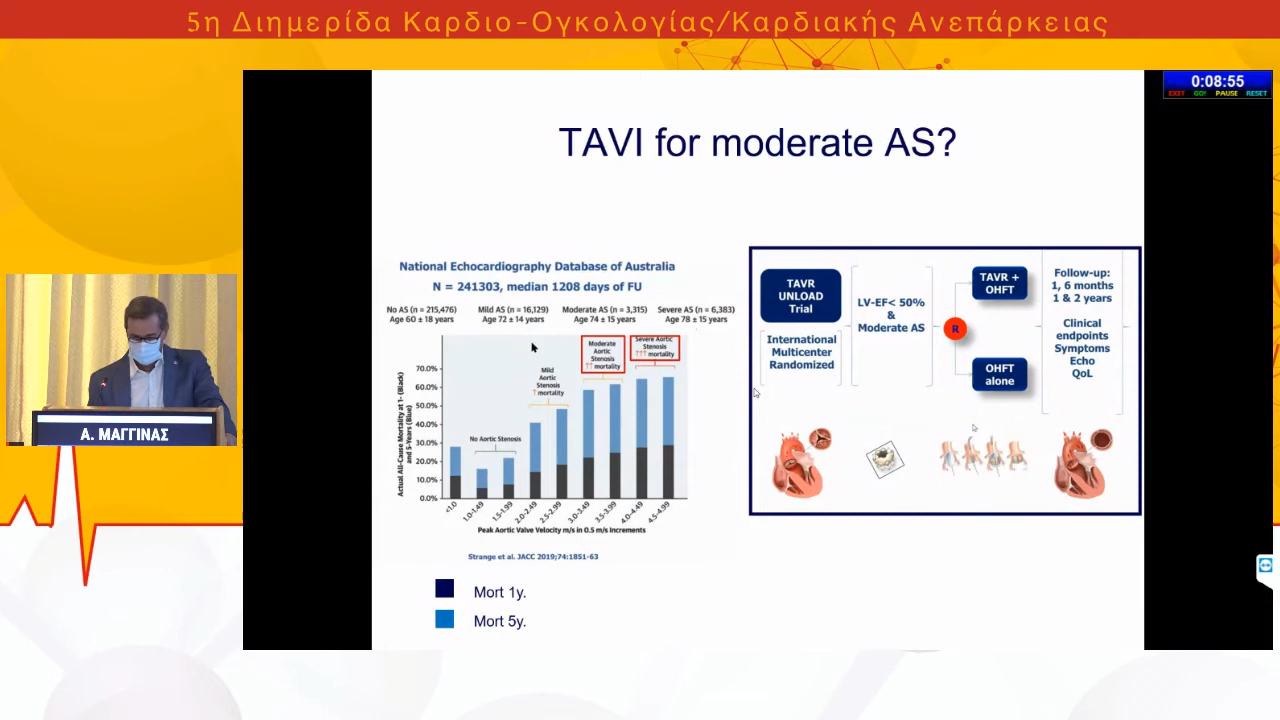 5η Διημερίδα Καρδιο-Ογκολογίας/Καρδιακής Ανεπάρκειας
0:08:55
EXIT GO! PAUSE RESET
TAVI for moderate AS?
National Echocardiography Database of Australia
N = 241303, median 1208 days of FU
No AS (n = 215,476)
Age 60 ± 18 years
Mild AS (n = 16,129)
Age 72 ± 14 years
Moderate AS (n = 3,315)
Age 74 ± 15 years
Severe AS (n = 6,383)
Age 78 ± 15 years
Actual All-Cause Mortality at 1- (Black)
and 5-Years (Blue)
70.0%
60.0%
50.0%
40.0%
30.0%
20.0%
10.0%
0.0%
No Aortic Stenosis
Mild
Aortic
Stenosis
↑ mortality
Moderate
Aortic
Stenosis
↑↑ mortality
Severe Aortic
Stenosis
↑↑↑ mortality
<1.0
1.0-1.49
1.5-1.99
2.0-2.49
2.5-2.99
3.0-3.49
3.5-3.99
4.0-4.49
4.5-4.99
Peak Aortic Valve Velocity m/s in 0.5 m/s Increments
Strange et al. JACC 2019;74:1851-63
Mort 1y.
Mort 5y.
TAVR
UNLOAD
Trial
International
Multicenter
Randomized
LV-EF< 50%
&
Moderate AS
R
TAVR +
OHFT
OHFT
alone
Follow-up:
1, 6 months
1 & 2 years
Clinical
endpoints
Symptoms
Echo
QoL
Α. ΜΑΓΓΙΝΑΣ